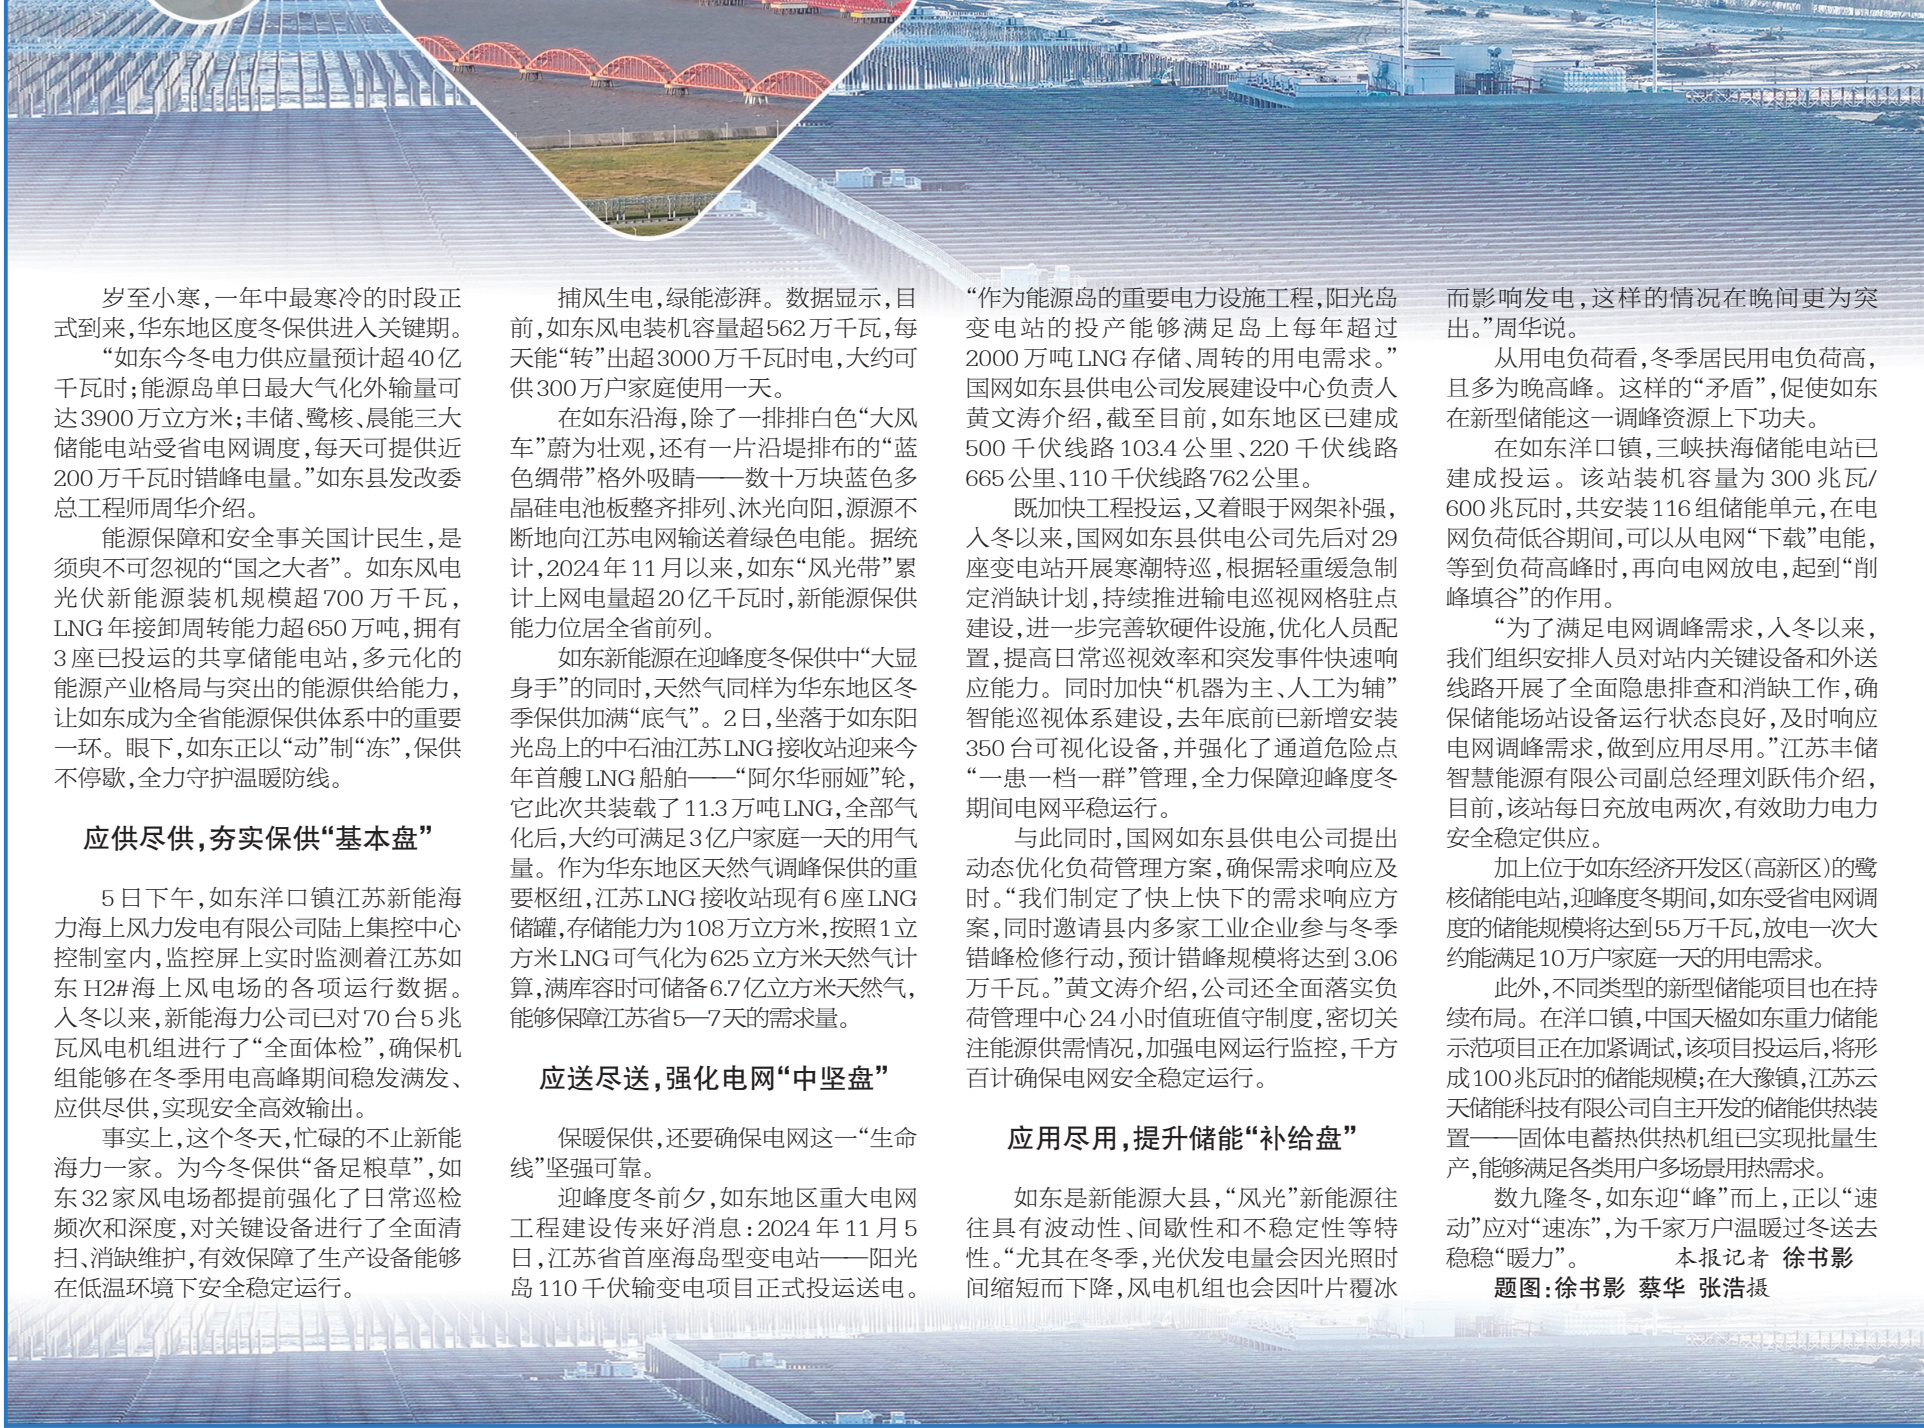 岁至小寒，一年中最寒冷的时段正
式到来，华东地区度冬保供进入关键期。
“如东今冬电力供应量预计超40亿
千瓦时；能源岛单日最大气化外输量可
达3900万立方米；丰储、鹭核、晨能三大
储能电站受省电网调度，每天可提供近
200万千瓦时错峰电量。”如东县发改委
总工程师周华介绍。
能源保障和安全事关国计民生，是
须臾不可忽视的“国之大者”。如东风电
光伏新能源装机规模超700万千瓦，
LNG年接卸周转能力超650万吨，拥有
3座已投运的共享储能电站，多元化的
能源产业格局与突出的能源供给能力，
让如东成为全省能源保供体系中的重要
一环。眼下，如东正以“动”制“冻”，保供
不停歇，全力守护温暖防线。
应供尽供，夯实保供“基本盘”
5日下午，如东洋口镇江苏新能海
力海上风力发电有限公司陆上集控中心
控制室内，监控屏上实时监测着江苏如
东H2#海上风电场的各项运行数据。
入冬以来，新能海力公司已对70台5兆
瓦风电机组进行了“全面体检”，确保机
组能够在冬季用电高峰期间稳发满发、
应供尽供，实现安全高效输出。
事实上，这个冬天，忙碌的不止新能
海力一家。为今冬保供“备足粮草”，如
东32家风电场都提前强化了日常巡检
频次和深度，对关键设备进行了全面清
扫、消缺维护，有效保障了生产设备能够
在低温环境下安全稳定运行。
捕风生电，绿能澎湃。数据显示，目
前，如东风电装机容量超562万千瓦，每
天能“转”出超3000万千瓦时电，大约可
供300万户家庭使用一天。
在如东沿海，除了一排排白色“大风
车”蔚为壮观，还有一片沿堤排布的“蓝
色绸带”格外吸睛——数十万块蓝色多
晶硅电池板整齐排列、沐光向阳，源源不
断地向江苏电网输送着绿色电能。据统
计，2024年11月以来，如东“风光带”累
计上网电量超20亿千瓦时，新能源保供
能力位居全省前列。
如东新能源在迎峰度冬保供中“大显
身手”的同时，天然气同样为华东地区冬
季保供加满“底气”。2日，坐落于如东阳
光岛上的中石油江苏LNG接收站迎来今
年首艘LNG船舶——“阿尔华丽娅”轮，
它此次共装载了11.3万吨LNG，全部气
化后，大约可满足3亿户家庭一天的用气
量。作为华东地区天然气调峰保供的重
要枢纽，江苏LNG接收站现有6座LNG
储罐，存储能力为108万立方米，按照1立
方米LNG可气化为625立方米天然气计
算，满库容时可储备6.7亿立方米天然气，
能够保障江苏省5—7天的需求量。
应送尽送，强化电网“中坚盘”
保暖保供，还要确保电网这一“生命
线”坚强可靠。
迎峰度冬前夕，如东地区重大电网
工程建设传来好消息：2024年11月5
日，江苏省首座海岛型变电站——阳光
岛110千伏输变电项目正式投运送电。
“作为能源岛的重要电力设施工程，阳光岛
变电站的投产能够满足岛上每年超过
2000万吨LNG存储、周转的用电需求。”
国网如东县供电公司发展建设中心负责人
黄文涛介绍，截至目前，如东地区已建成
500千伏线路103.4公里、220千伏线路
665公里、110千伏线路762公里。
既加快工程投运，又着眼于网架补强，
入冬以来，国网如东县供电公司先后对29
座变电站开展寒潮特巡，根据轻重缓急制
定消缺计划，持续推进输电巡视网格驻点
建设，进一步完善软硬件设施，优化人员配
置，提高日常巡视效率和突发事件快速响
应能力。同时加快“机器为主、人工为辅”
智能巡视体系建设，去年底前已新增安装
350台可视化设备，并强化了通道危险点
“一患一档一群”管理，全力保障迎峰度冬
期间电网平稳运行。
与此同时，国网如东县供电公司提出
动态优化负荷管理方案，确保需求响应及
时。“我们制定了快上快下的需求响应方
案，同时邀请县内多家工业企业参与冬季
错峰检修行动，预计错峰规模将达到3.06
万千瓦。”黄文涛介绍，公司还全面落实负
荷管理中心24小时值班值守制度，密切关
注能源供需情况，加强电网运行监控，千方
百计确保电网安全稳定运行。
应用尽用，提升储能“补给盘”
如东是新能源大县，“风光”新能源往
往具有波动性、间歇性和不稳定性等特
性。“尤其在冬季，光伏发电量会因光照时
间缩短而下降，风电机组也会因叶片覆冰
而影响发电，这样的情况在晚间更为突
出。”周华说。
从用电负荷看，冬季居民用电负荷高，
且多为晚高峰。这样的“矛盾”，促使如东
在新型储能这一调峰资源上下功夫。
在如东洋口镇，三峡扶海储能电站已
建成投运。该站装机容量为300兆瓦/
600兆瓦时，共安装116组储能单元，在电
网负荷低谷期间，可以从电网“下载”电能，
等到负荷高峰时，再向电网放电，起到“削
峰填谷”的作用。
“为了满足电网调峰需求，入冬以来，
我们组织安排人员对站内关键设备和外送
线路开展了全面隐患排查和消缺工作，确
保储能场站设备运行状态良好，及时响应
电网调峰需求，做到应用尽用。”江苏丰储
智慧能源有限公司副总经理刘跃伟介绍，
目前，该站每日充放电两次，有效助力电力
安全稳定供应。
加上位于如东经济开发区（高新区）的鹭
核储能电站，迎峰度冬期间，如东受省电网调
度的储能规模将达到55万千瓦，放电一次大
约能满足10万户家庭一天的用电需求。
此外，不同类型的新型储能项目也在持
续布局。在洋口镇，中国天楹如东重力储能
示范项目正在加紧调试，该项目投运后，将形
成100兆瓦时的储能规模；在大豫镇，江苏云
天储能科技有限公司自主开发的储能供热装
置——固体电蓄热供热机组已实现批量生
产，能够满足各类用户多场景用热需求。
数九隆冬，如东迎“峰”而上，正以“速
动”应对“速冻”，为千家万户温暖过冬送去
稳稳“暖力”。 本报记者 徐书影
题图：徐书影 蔡华 张浩摄